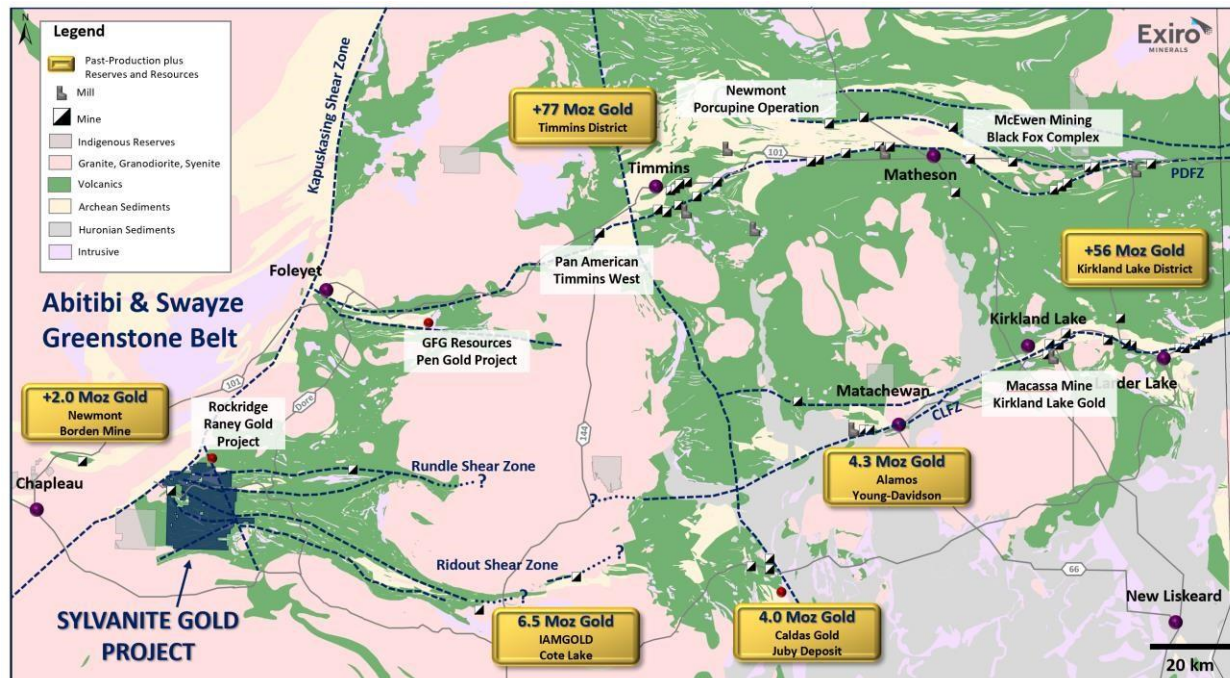 Legend
Past-Production plus
Reserves and Resources
Mill
Mine
Indigenous Reserves
Granite, Granodiorite, Syenite
Volcanics
Archean Sediments
Huronian Sediments
Intrusive
N
Exiro
MINERALS
Kapuskasing Shear Zone
+77 Moz Gold
Timmins District
Newmont
Porcupine Operation
McEwen Mining
Black Fox Complex
101
Timmins
Matheson
PDFZ
Pan American
Timmins West
+56 Moz Gold
Kirkland Lake District
Foleyet
Abitibi & Swayze
Greenstone Belt
GFG Resources
Pen Gold Project
Kirkland Lake
Larder Lake
Macassa Mine
Kirkland Lake Gold
Matachewan
CLFZ
101
Dore
144
+2.0 Moz Gold
Newmont
Borden Mine
Rockridge
Raney Gold
Project
Rundle Shear Zone
?
?
4.3 Moz Gold
Alamos
Young-Davidson
Chapleau
Ridout Shear Zone
?
?
66
SYLVANITE GOLD
PROJECT
6.5 Moz Gold
IAMGOLD
Cote Lake
4.0 Moz Gold
Caldas Gold
Juby Deposit
New Liskeard
20 km